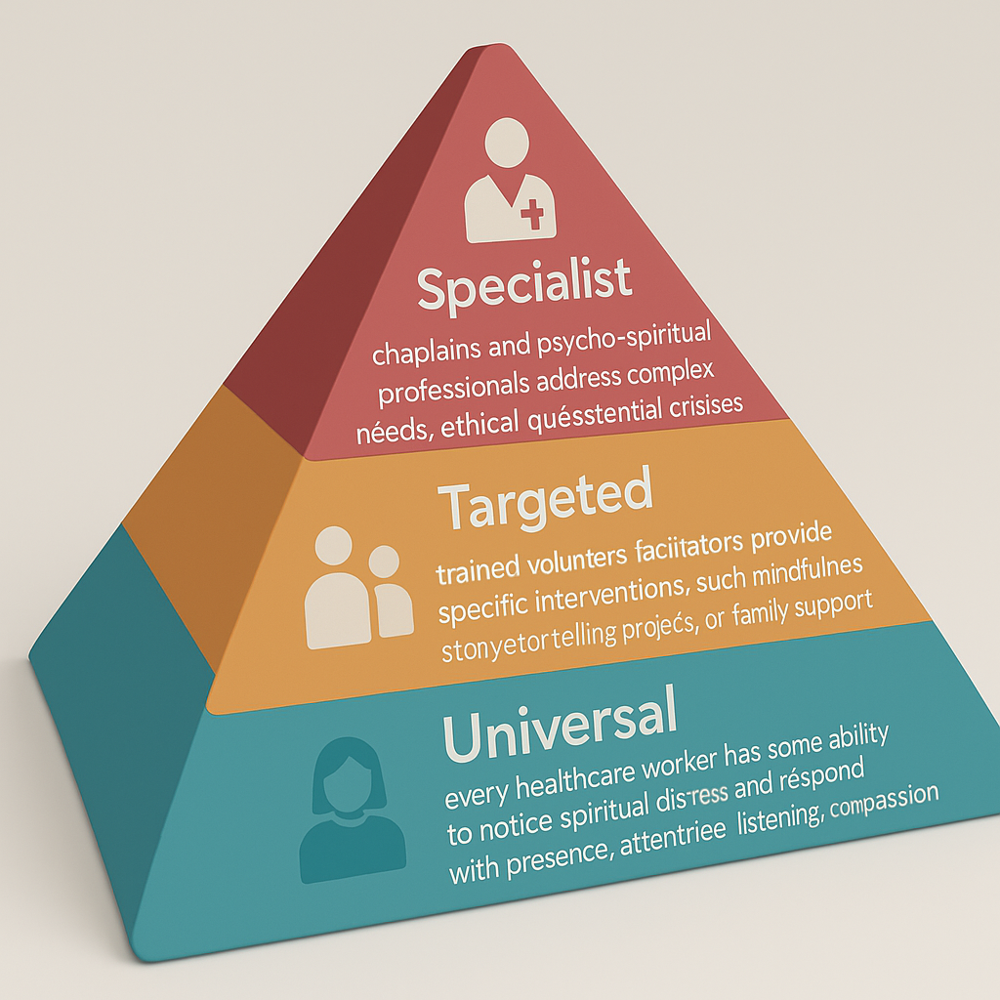 Specialist
chaplains and psycho-spiritual
professionals address complex
néeds, ethical quésstential crisises
Targeted
trained volunters faciitators provide
specific interventions, such mindfulnes
stonyetortelling projećs, or family support
Universal
every healthcare worker has some ability
to notice spiritual dis-ress and réspond
with presence, attentriee listening, compassion